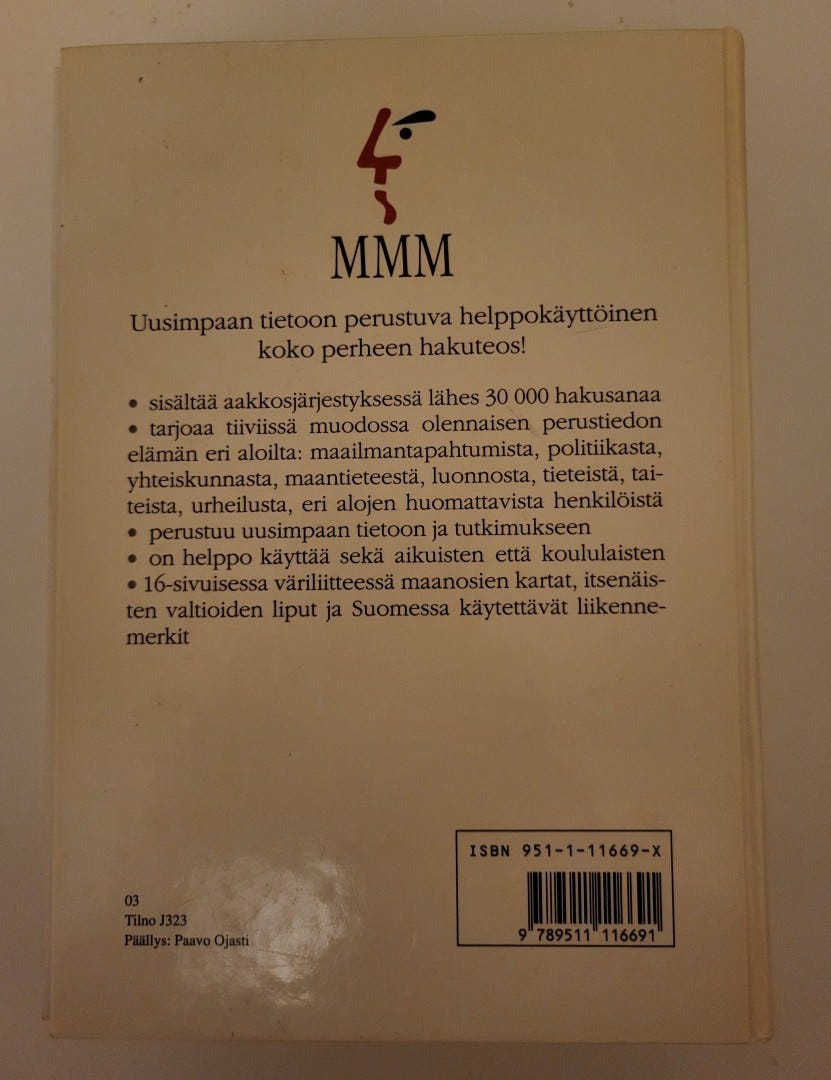 MMM
Uusimpaan tietoon perustuva helppokäyttöinen
koko perheen hakuteos!
• sisältää aakkosjärjestyksessä lähes 30 000 hakusanaa
• tarjoaa tiiviissä muodossa olennaisen perustiedon
elämän eri aloilta: maailmantapahtumista, politiikasta,
yhteiskunnasta, maantieteestä, luonnosta, tieteistä, tai-
teista, urheilusta, eri alojen huomattavista henkilöistä
• perustuu uusimpaan tietoon ja tutkimukseen
• on helppo käyttää sekä aikuisten että koululaisten
• 16-sivuisessa väriliitteessä maanosien kartat, itsenäis-
ten valtioiden liput ja Suomessa käytettävät liikenne-
merkit
03
Tilno J323
Päällys: Paavo Ojasti
ISBN 951-1-11669-X
9 789511 116691